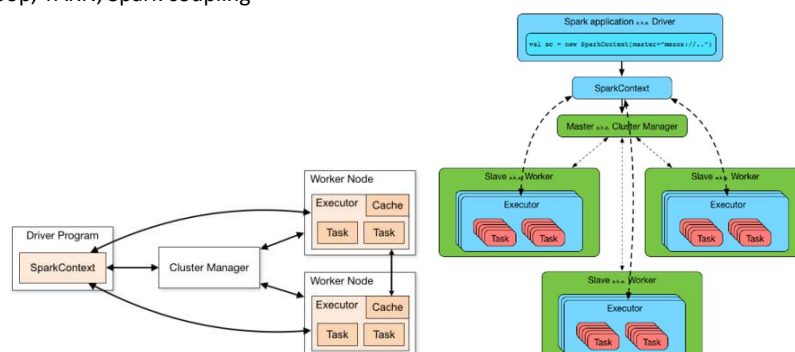 Spark coupling
Driver Program
SparkContext
Cluster Manager
Worker Node
Executor
Cache
Task
Task
Worker Node
Executor
Cache
Task
Task
Spark application a.k.a. Driver
val sc = new SparkContext(master="mesos://..")
SparkContext
Master a.k.a. Cluster Manager
Slave a.k.a. Worker
Executor
Task
Task
Slave a.k.a. Worker
Executor
Task
Task
Slave a.k.a. Worker
Executor
Task
Task